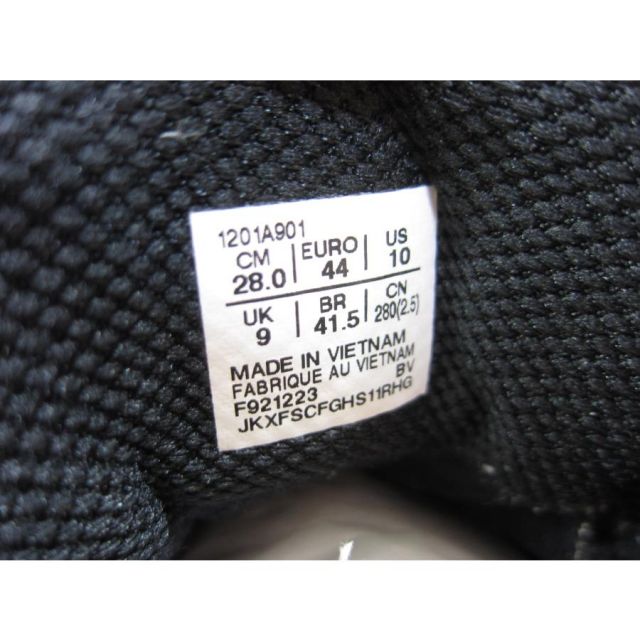 1201A901
CM 28.0 | EURO 44 | US 10
UK 9 | BR 41.5 | CN 280(2.5)
MADE IN VIETNAM
FABRIQUE AU VIETNAM
F921223 BV
JKXFSCFGHS11RHG